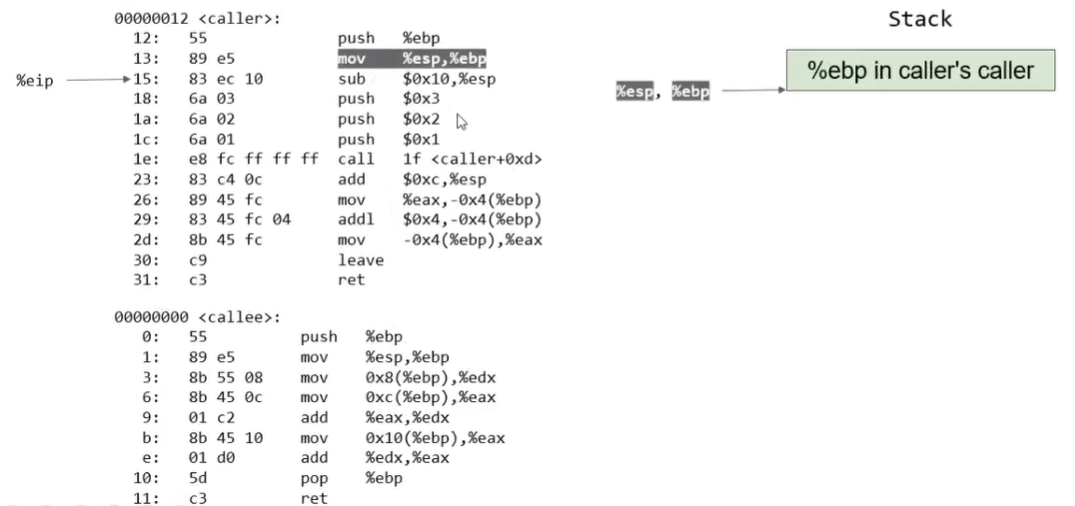 00000012 <caller>:
12: 55 push %ebp
13: 89 e5 mov %esp,%ebp
15: 83 ec 10 sub $0x10,%esp
18: 6a 03 push $0x3
1a: 6a 02 push $0x2
1c: 6a 01 push $0x1
1e: e8 fc ff ff ff call 1f <caller+0xd>
23: 83 c4 0c add $0xc,%esp
26: 89 45 fc mov %eax,-0x4(%ebp)
29: 83 45 fc 04 addl $0x4,-0x4(%ebp)
2d: 8b 45 fc mov -0x4(%ebp),%eax
30: c9 leave
31: c3 ret
%eip
00000000 <callee>:
0: 55 push %ebp
1: 89 e5 mov %esp,%ebp
3: 8b 55 08 mov 0x8(%ebp),%edx
6: 8b 45 0c mov 0xc(%ebp),%eax
9: 01 c2 add %eax,%edx
b: 8b 45 10 mov 0x10(%ebp),%eax
e: 01 d0 add %edx,%eax
10: 5d pop %ebp
11: c3 ret
Stack
%ebp in caller's caller
%esp, %ebp